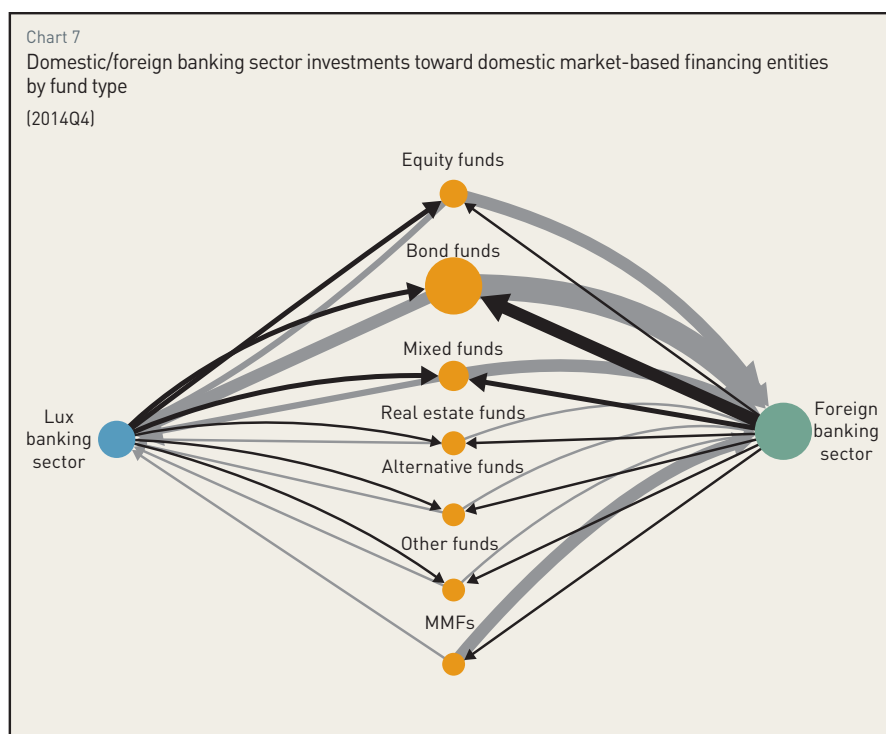 Chart 7
Domestic/foreign banking sector investments toward domestic market-based financing entities
by fund type
(2014Q4)
Equity funds
Bond funds
Mixed funds
Real estate funds
Alternative funds
Other funds
MMFs
Lux
banking
sector
Foreign
banking
sector